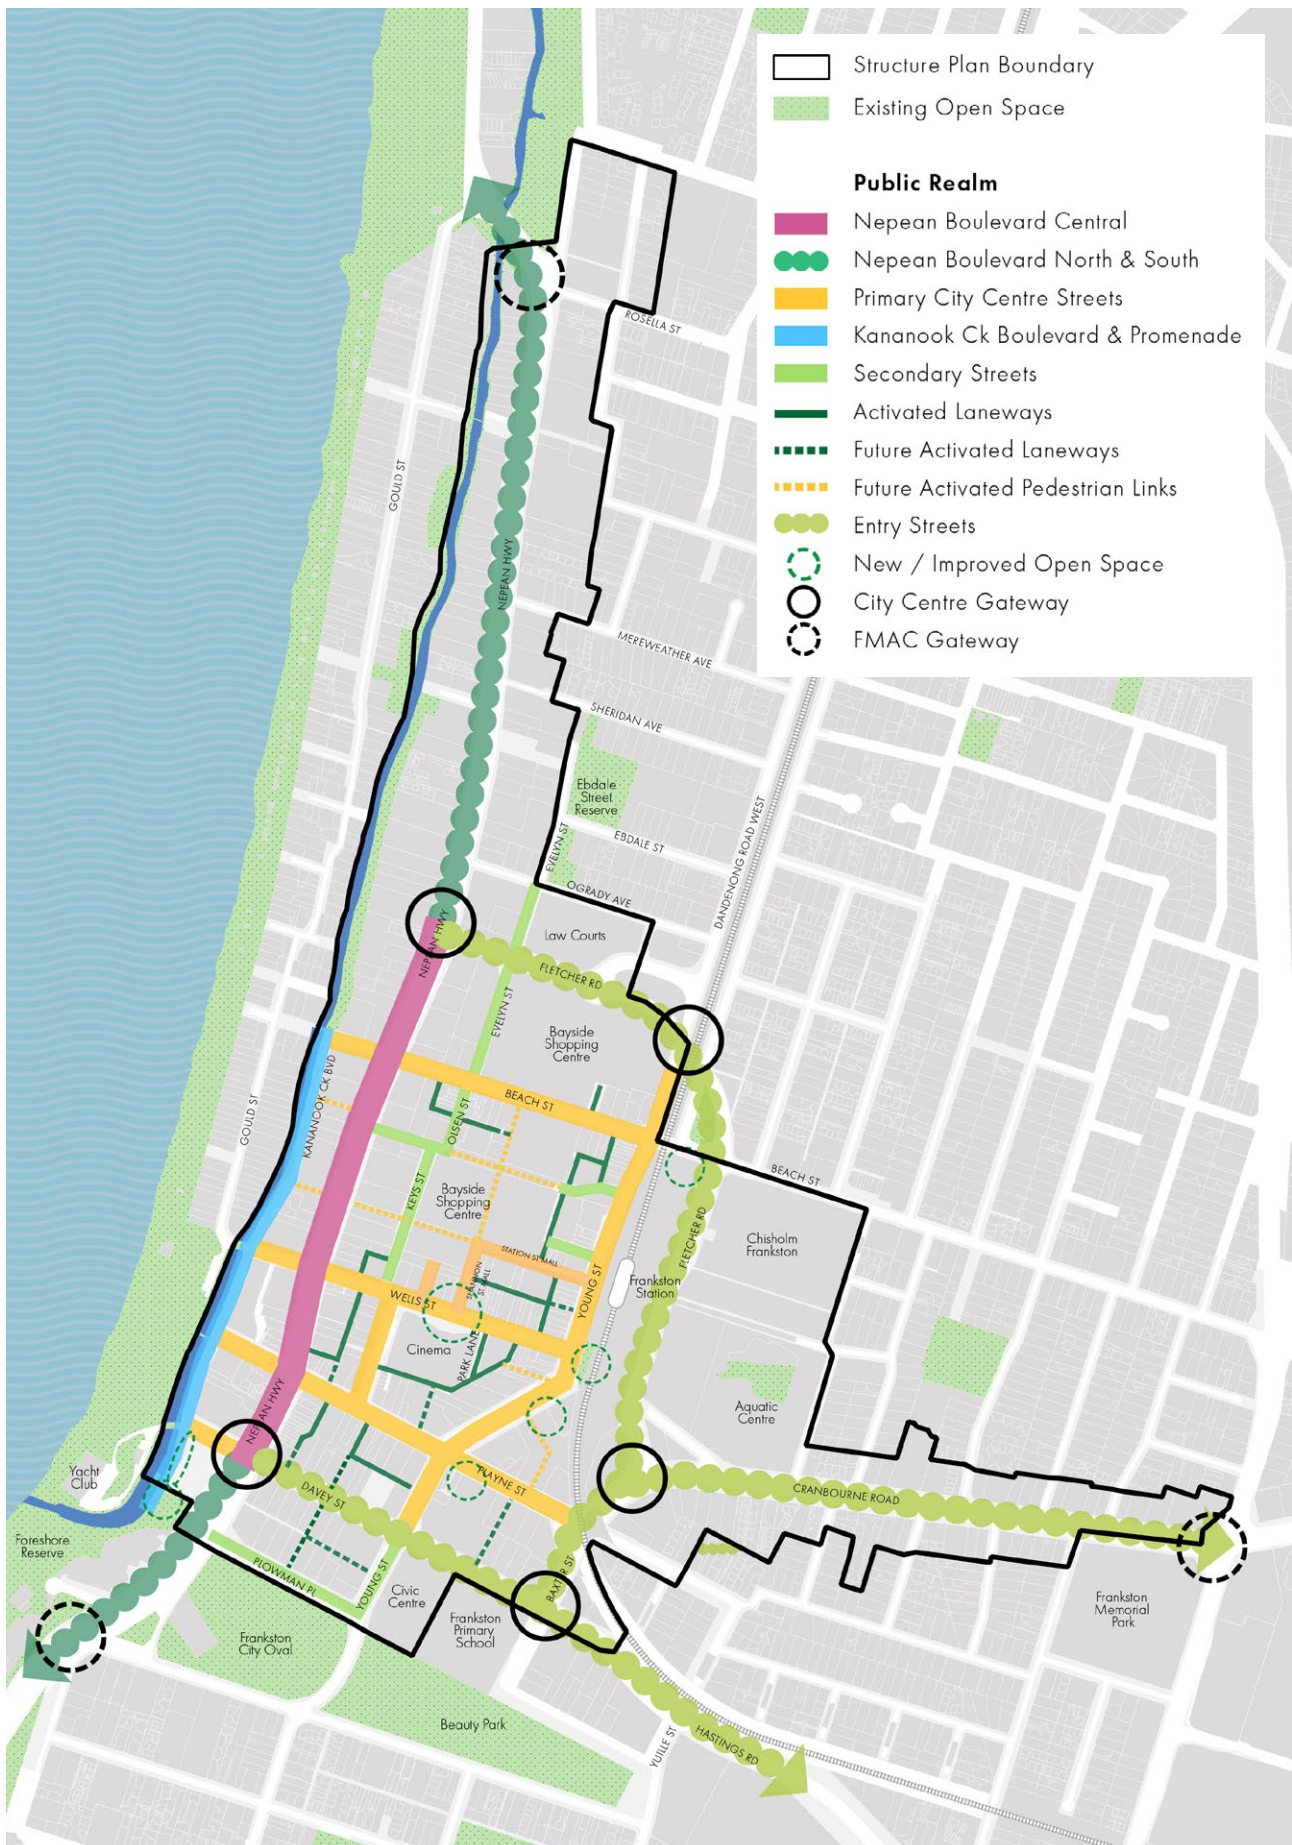 Structure Plan Boundary
Existing Open Space
Public Realm
Nepean Boulevard Central
Nepean Boulevard North & South
Primary City Centre Streets
Kananook Ck Boulevard & Promenade
Secondary Streets
Activated Laneways
Future Activated Laneways
Future Activated Pedestrian Links
Entry Streets
New / Improved Open Space
City Centre Gateway
FMAC Gateway
ROSELLA ST
GOULD ST
NEPEAN HWY
MEREWEATHER AVE
SHERIDAN AVE
Ebdale
Street
Reserve
EBDALE ST
EVELYN ST
DANDENONG ROAD WEST
OGRADY AVE
NEPEAN HWY
Law Courts
FLETCHER RD
EVELYN ST
Bayside
Shopping
Centre
KANANOOK CK BVD
GOULD ST
BEACH ST
OLSEN ST
BEACH ST
KEYS ST
Bayside
Shopping
Centre
FLETCHER RD
Chisholm
Frankston
STATION ST MALL
SHANNON
ST MALL
YOUNG ST
Frankston
Station
WELLS ST
Cinema
PARK LANE
NEPEAN HWY
Aquatic
Centre
Yacht
Club
DAVEY ST
PLAYNE ST
CRANBOURNE ROAD
Foreshore
Reserve
PLOWMAN PL
YOUNG ST
Civic
Centre
BAXTER ST
Frankston
Primary
School
Frankston
Memorial
Park
Frankston
City Oval
Beauty Park
YUILLE ST
HASTINGS RD